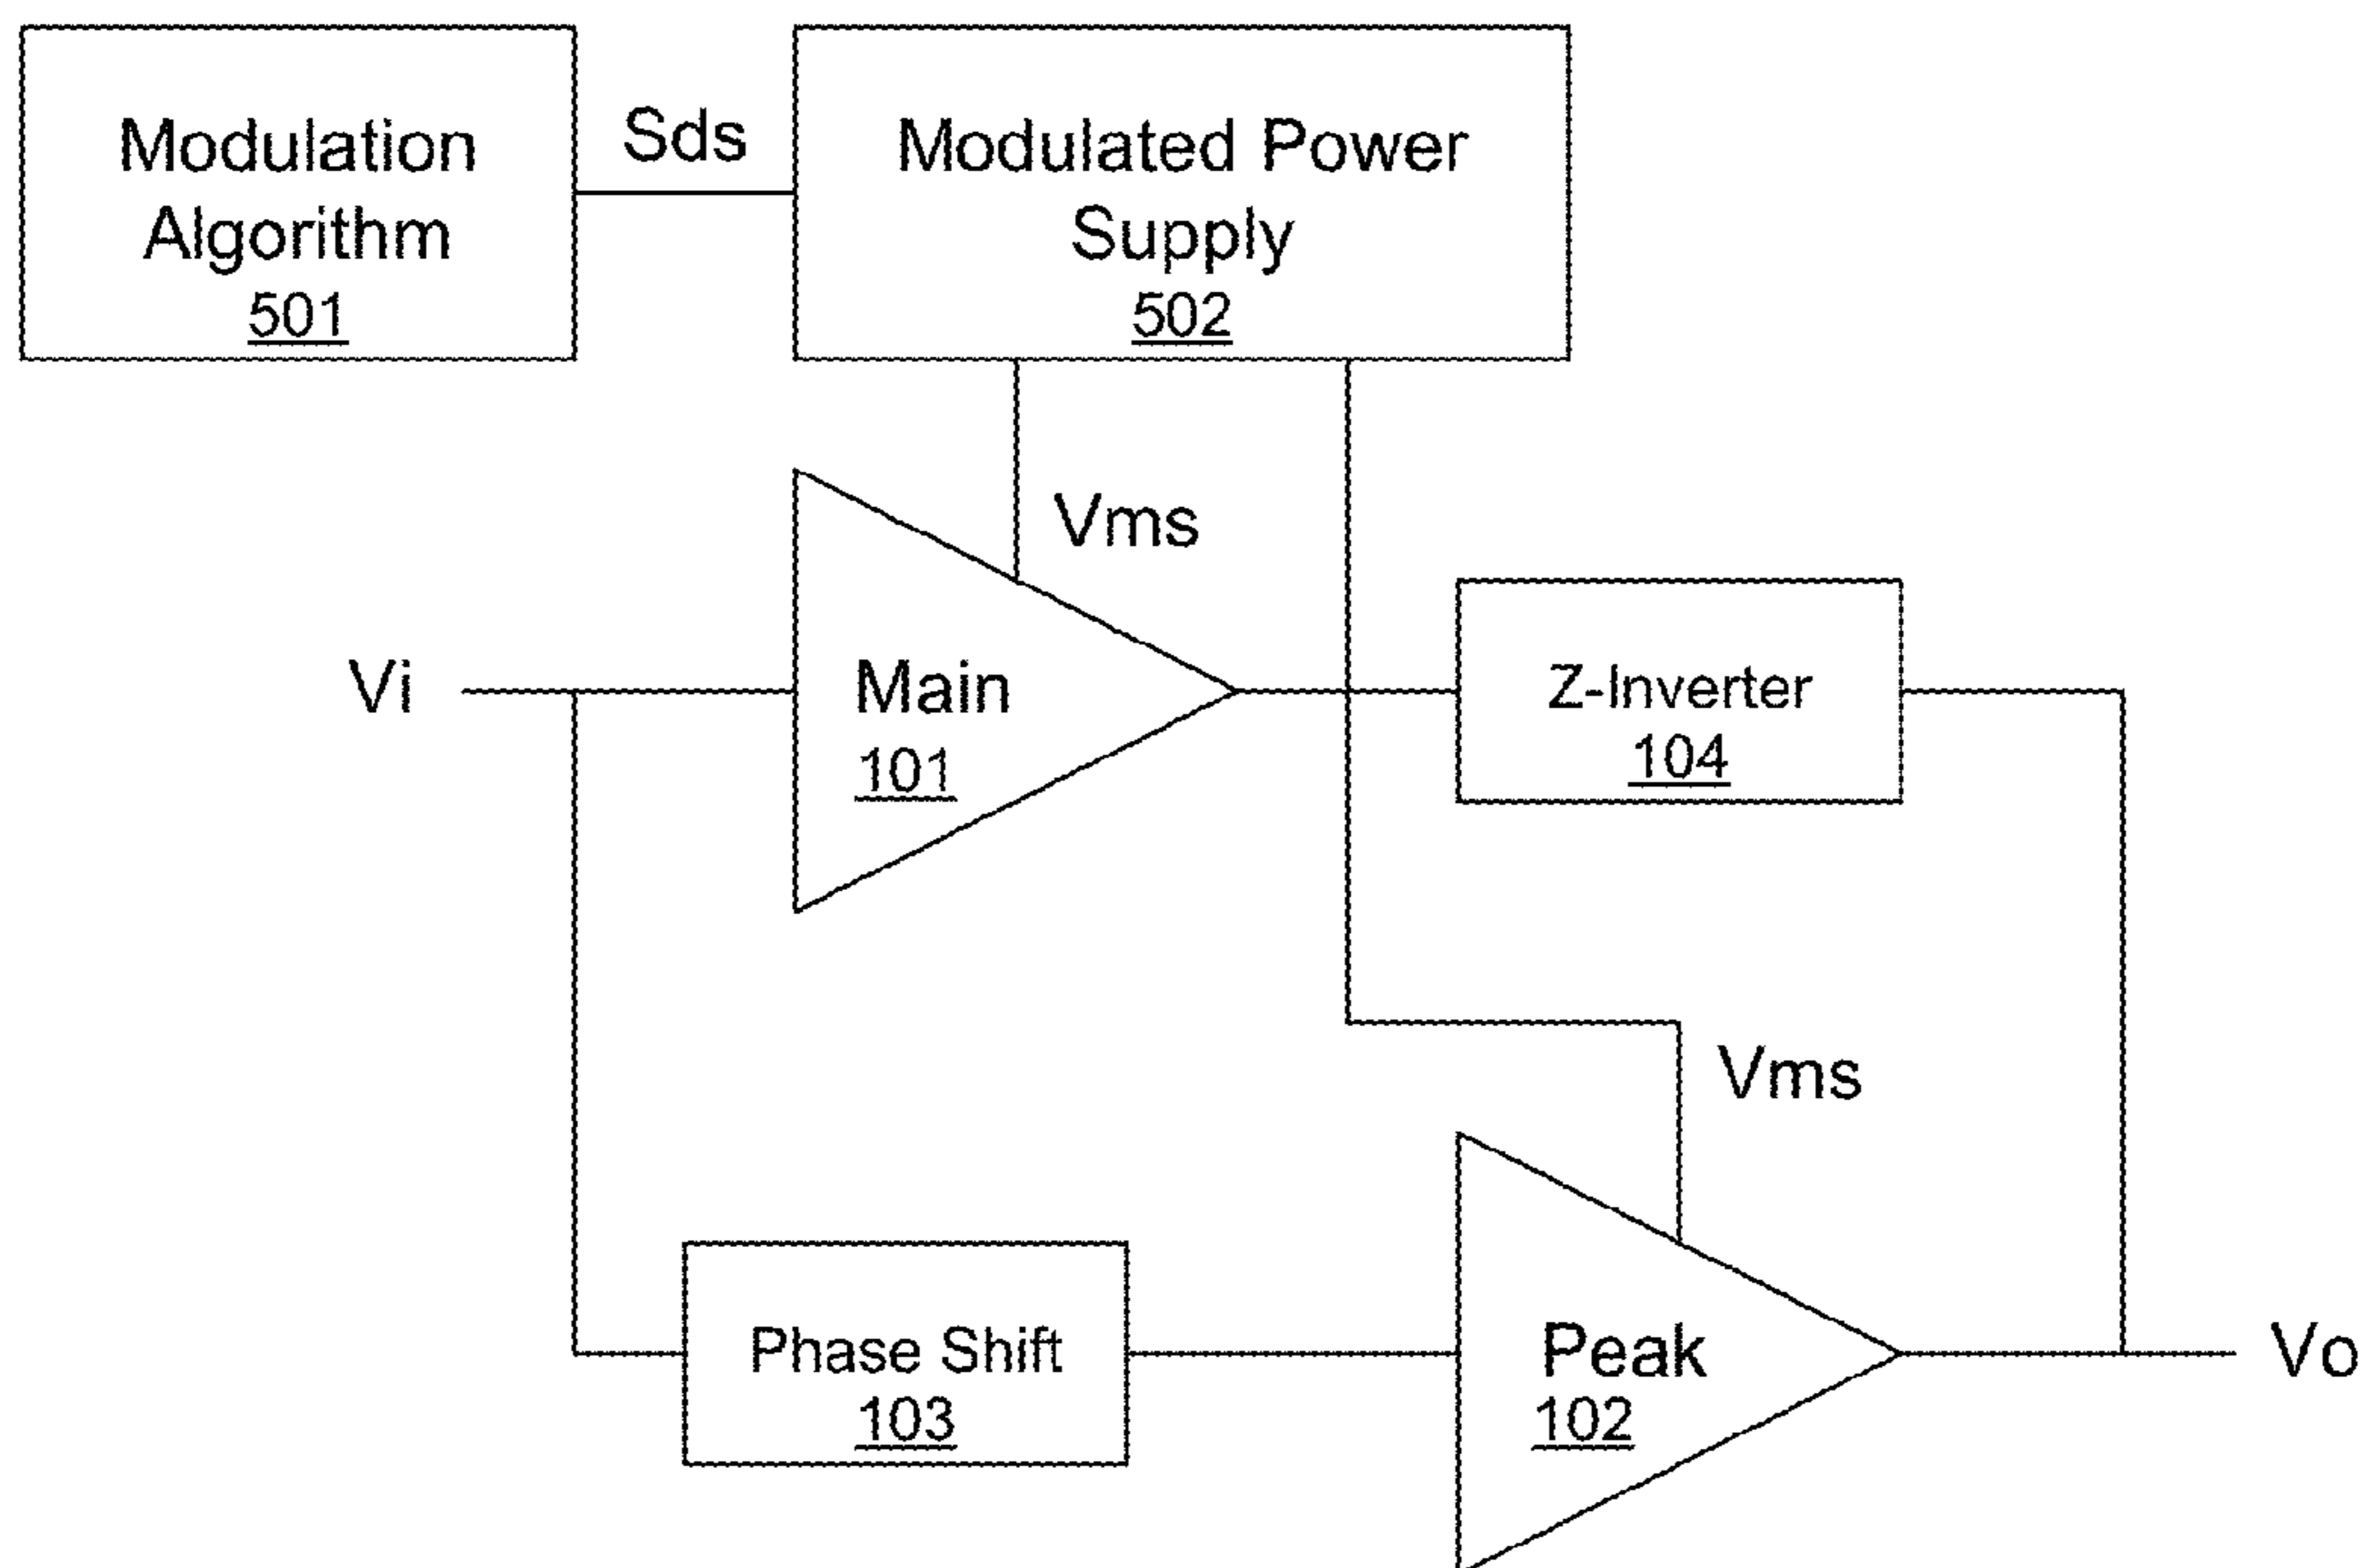 Modulation
Algorithm
501
Sds
Modulated Power
Supply
502
Vms
Vi
Main
101
Z-Inverter
104
Vms
Phase Shift
103
Peak
102
Vo